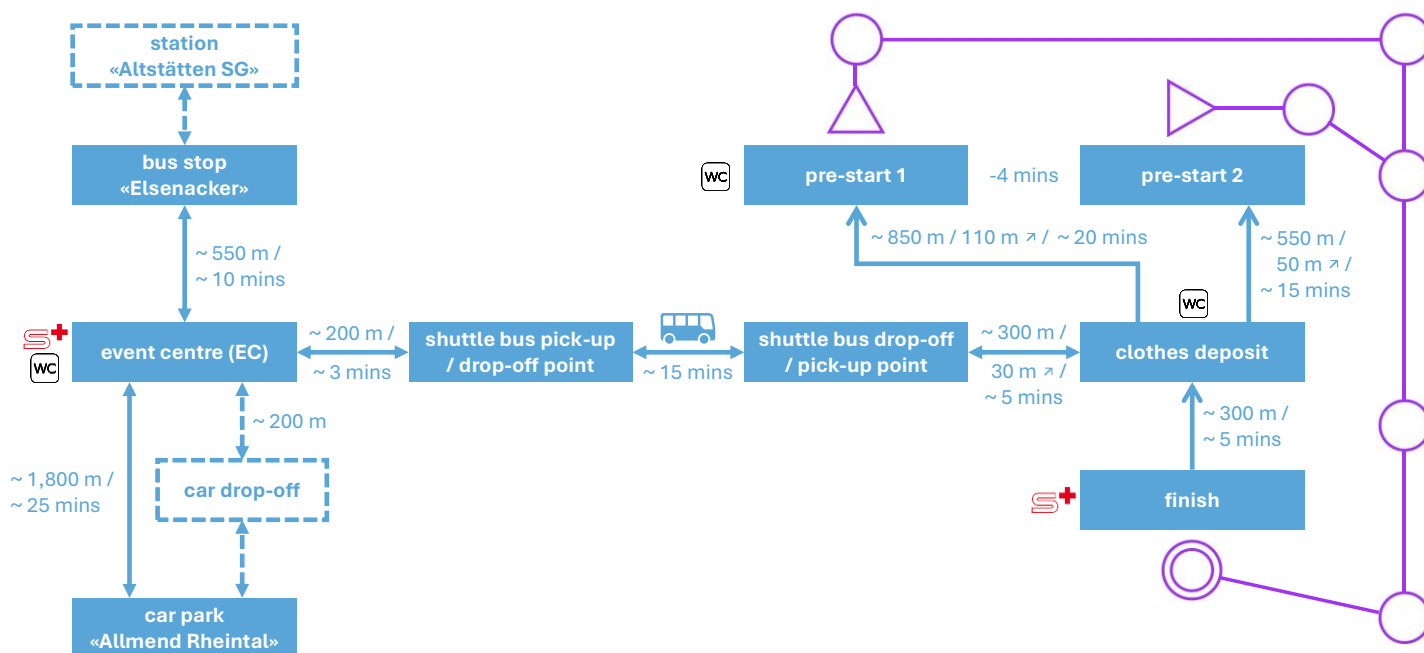 station
«Altstätten SG»
bus stop
«Elsenacker»
~ 550 m /
~ 10 mins
WC
event centre (EC)
~ 200 m /
~ 3 mins
shuttle bus pick-up
/ drop-off point
~ 15 mins
shuttle bus drop-off
/ pick-up point
~ 300 m /
30 m ↗ /
~ 5 mins
WC
clothes deposit
WC
pre-start 1
-4 mins
pre-start 2
~ 850 m / 110 m ↗ / ~ 20 mins
~ 550 m /
50 m ↗ /
~ 15 mins
~ 300 m /
~ 5 mins
finish
~ 200 m
car drop-off
~ 1,800 m /
~ 25 mins
car park
«Allmend Rheintal»